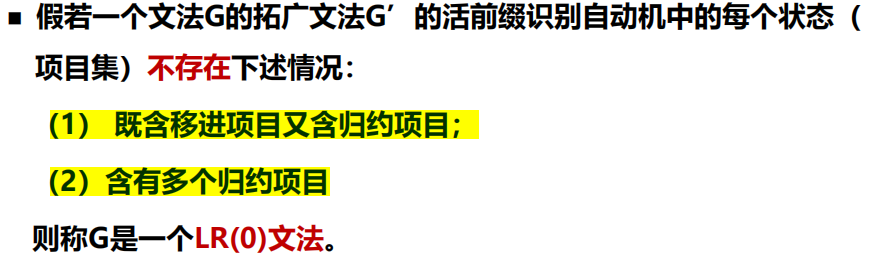 ▪ 假若一个文法G的拓广文法G’的活前缀识别自动机中的每个状态（
项目集）不存在下述情况：
(1） 既含移进项目又含归约项目；
(2）含有多个归约项目
则称G是一个LR(0)文法。